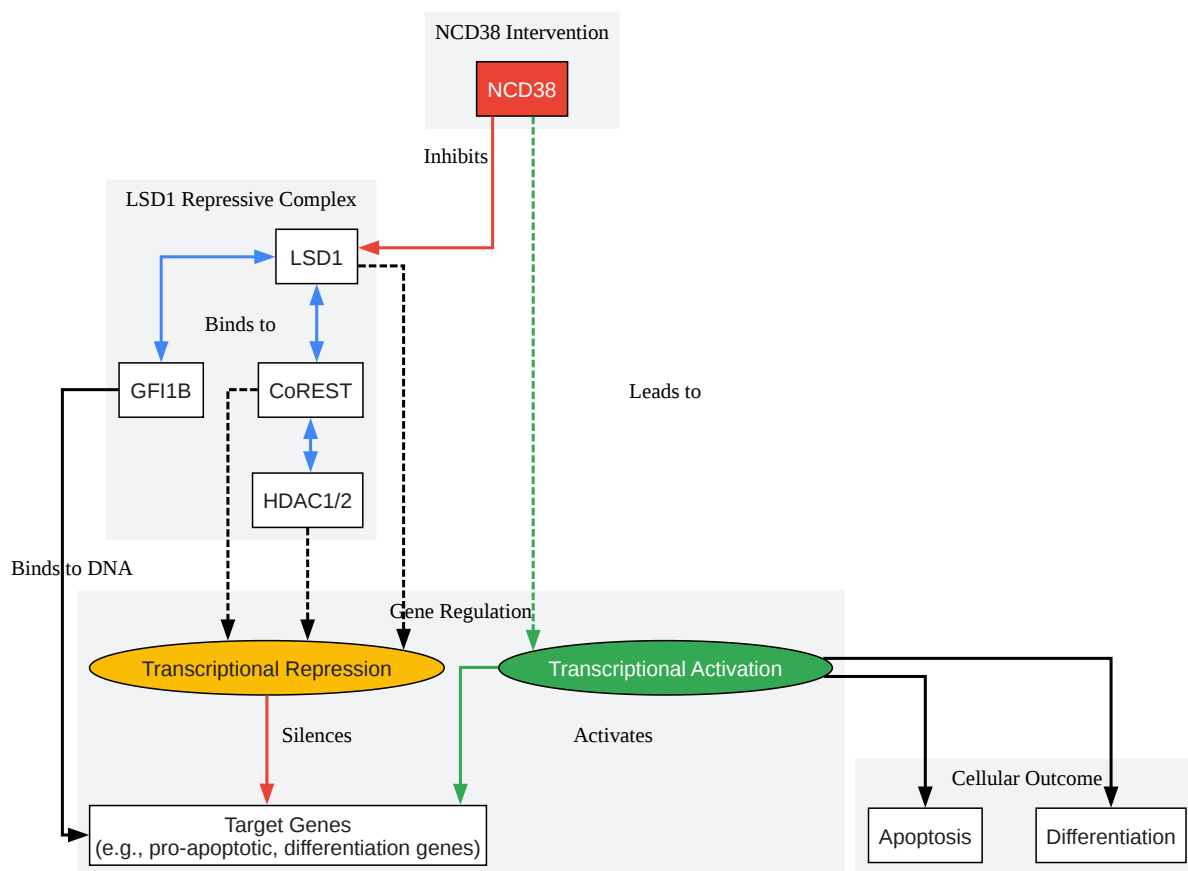 NCD38 Intervention
NCD38
Inhibits
LSD1 Repressive Complex
LSD1
Binds to
GFI1B
CoREST
Leads to
HDAC1/2
Binds to DNA
Gene Regulation
Transcriptional Repression
Transcriptional Activation
Silences
Activates
Cellular Outcome
Target Genes
(e.g., pro-apoptotic, differentiation genes)
Apoptosis
Differentiation